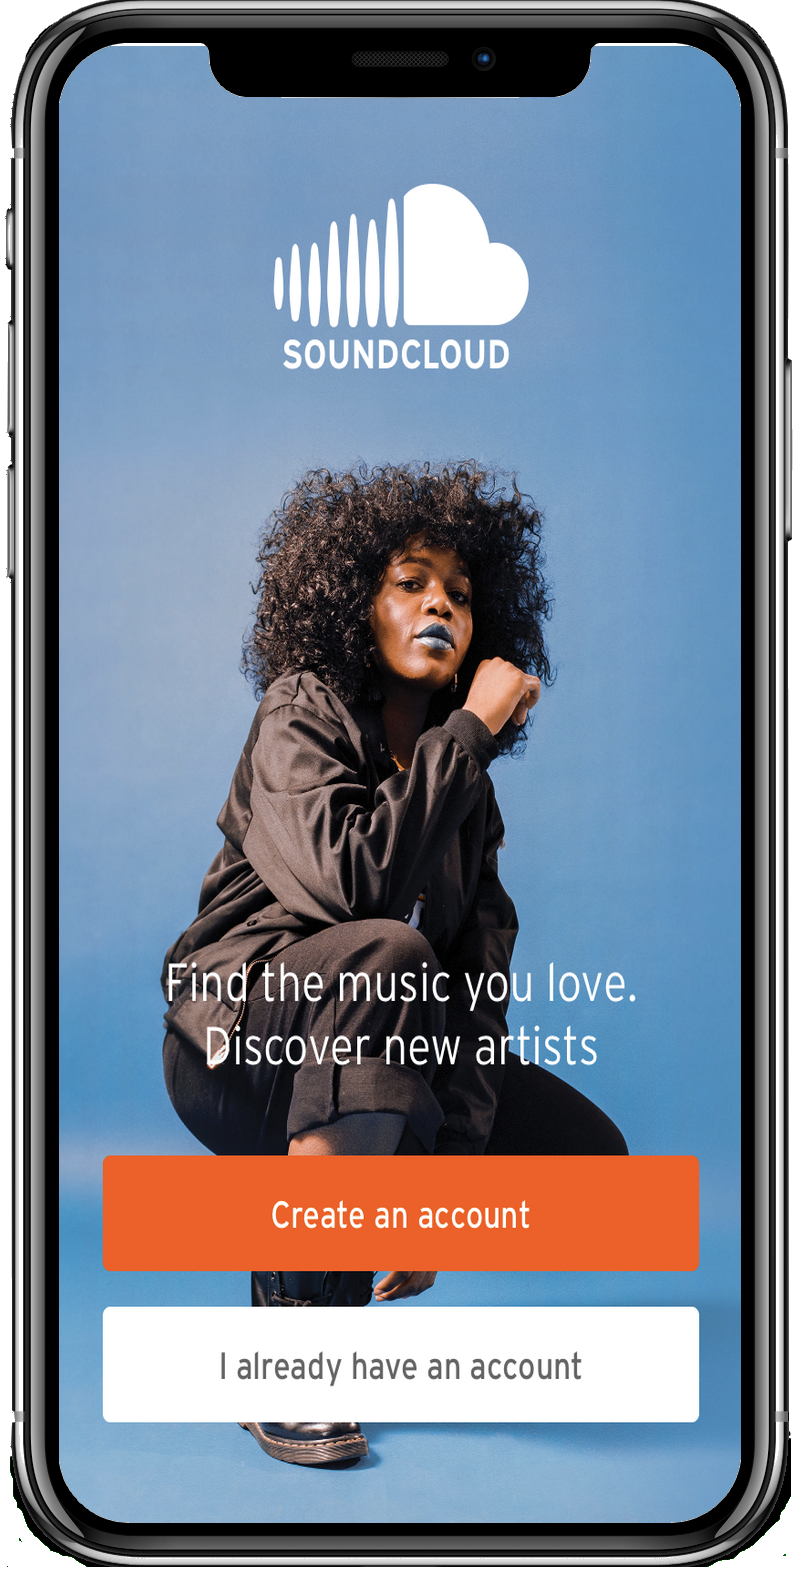 SOUNDCLOUD
Find the music you love.
Discover new artists
Create an account
I already have an account